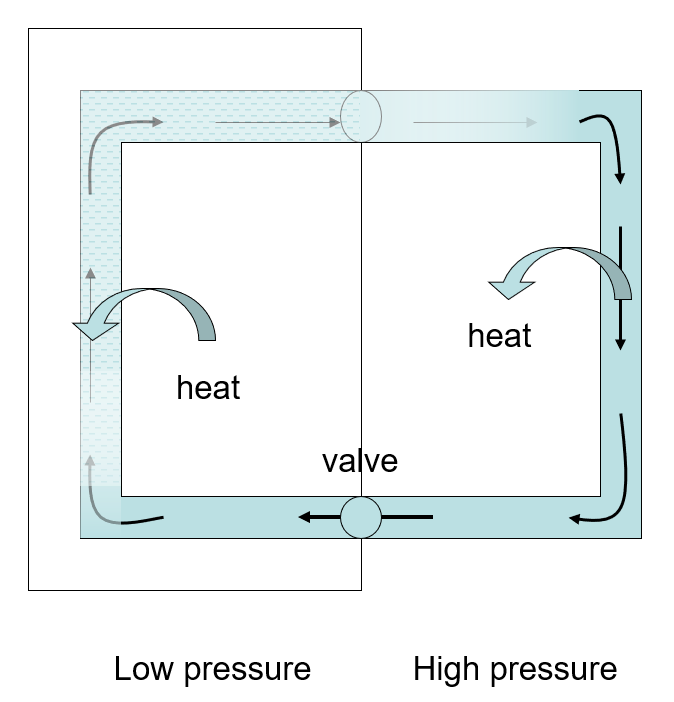 heat
heat
valve
Low pressure
High pressure